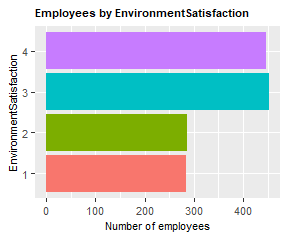 Employees by EnvironmentSatisfaction
EnvironmentSatisfaction
4
3
2
1
0 100 200 300 400
Number of employees